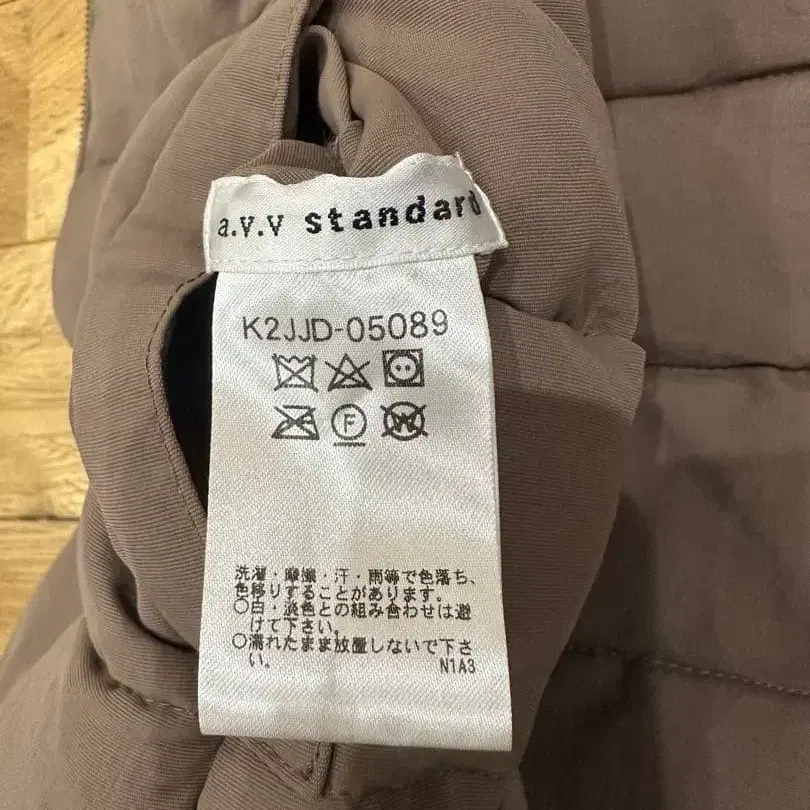 a.v.v standard
K2JJD-05089
F
W
洗濯・摩擦・汗・雨等で色落ち、
色移りすることがあります。
○白・淡色との組み合わせは避
けて下さい。
○濡れたまま放置しないで下さ
い。
N1A3